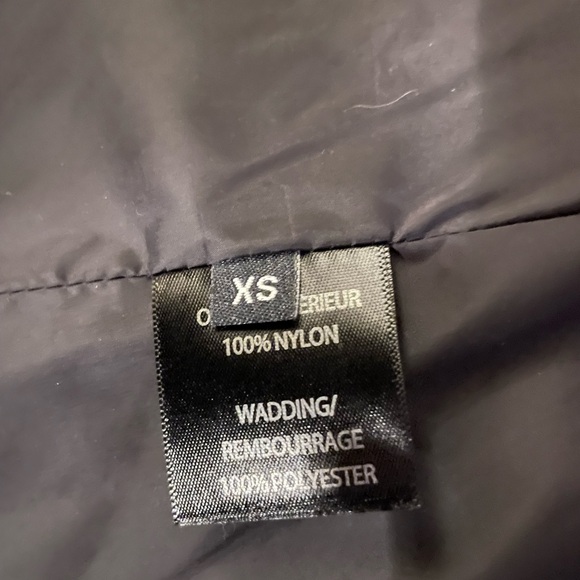 XS
100% NYLON
WADDING/
REMBOURRAGE
100% POLYESTER